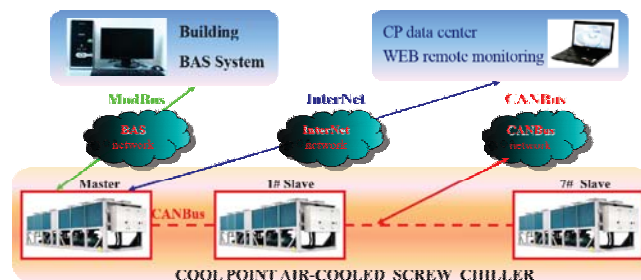 Building
BAS System
CP data center
WEB remote monitoring
ModBus
InterNet
CANBus
BAS
network
InterNet
network
CANBus
network
Master
1# Slave
7# Slave
CANBus
COOL POINT AIR-COOLED SCREW CHILLER